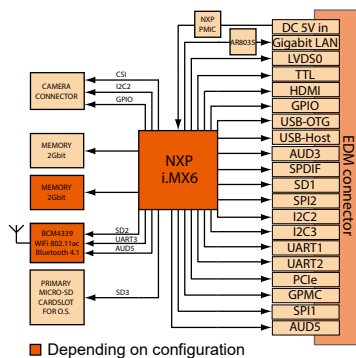 NXP
PMIC
DC 5V in
AR8035
Gigabit LAN
LVDS0
TTL
HDMI
GPIO
USB-OTG
USB-Host
AUD3
SPDIF
SD1
SPI2
I2C2
I2C3
UART1
UART2
PCIe
GPMC
SPI1
AUD5
EDM connector
CAMERA
CONNECTOR
CSI
I2C2
GPIO
MEMORY
2Gbit
MEMORY
2Gbit
NXP
i.MX6
BCM4339
WiFi 802.11ac
Bluetooth 4.1
SD2
UART3
AUD5
PRIMARY
MICRO-SD
CARDSLOT
FOR O.S.
SD3
Depending on configuration